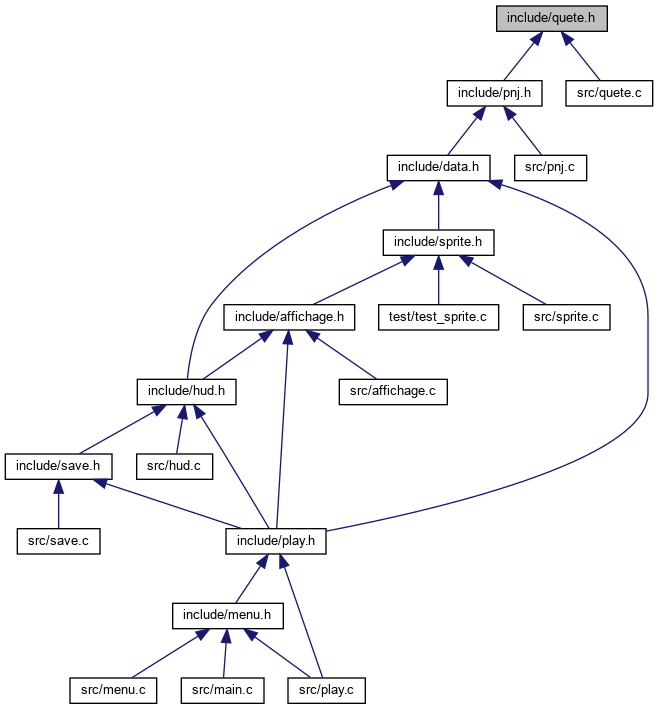 include/quete.h
include/pnj.h
src/quete.c
include/data.h
src/pnj.c
include/sprite.h
include/affichage.h
test/test_sprite.c
src/sprite.c
include/hud.h
src/affichage.c
include/save.h
src/hud.c
src/save.c
include/play.h
include/menu.h
src/menu.c
src/main.c
src/play.c